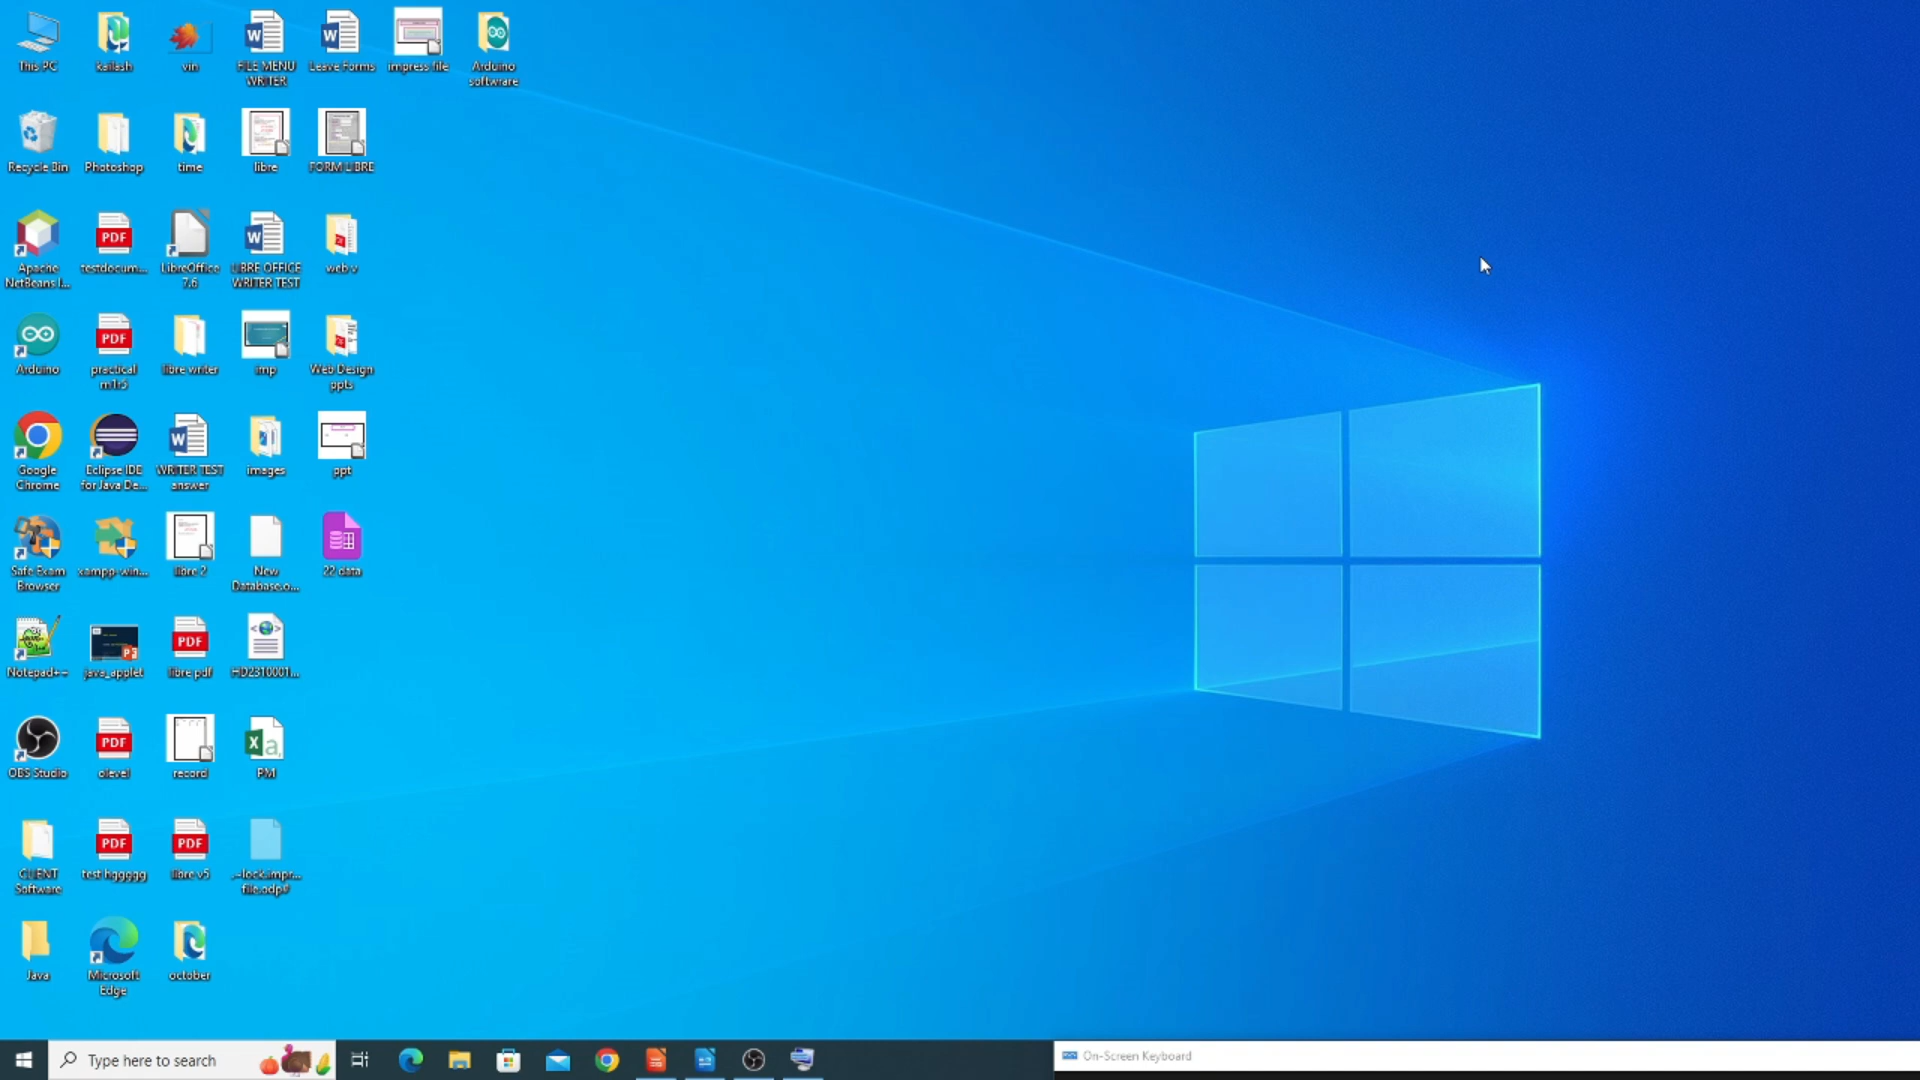 This PC
kailash
vin
FILE MENU
WRITER
Leave Forms
impress file
Arduino
software
Recycle Bin
Photoshop
time
libre
FORM LIBRE
Apache
NetBeans I...
testdocum...
LibreOffice
7.6
LIBRE OFFICE
WRITER TEST
web v
Arduino
practical
m1r5
libre writer
imp
Web Design
ppts
Google
Chrome
Eclipse IDE
for Java De...
WRITER TEST
answer
images
ppt
Safe Exam
Browser
xampp-win...
libre 2
New
Database.o...
22 data
Notepad++
java_applet
libre pdf
HD2310001...
OBS Studio
olevel
record
PM
CLIENT
Software
test hggggg
libre v5
.~lock.impr...
file.odp#
Java
Microsoft
Edge
october
Type here to search
On-Screen Keyboard